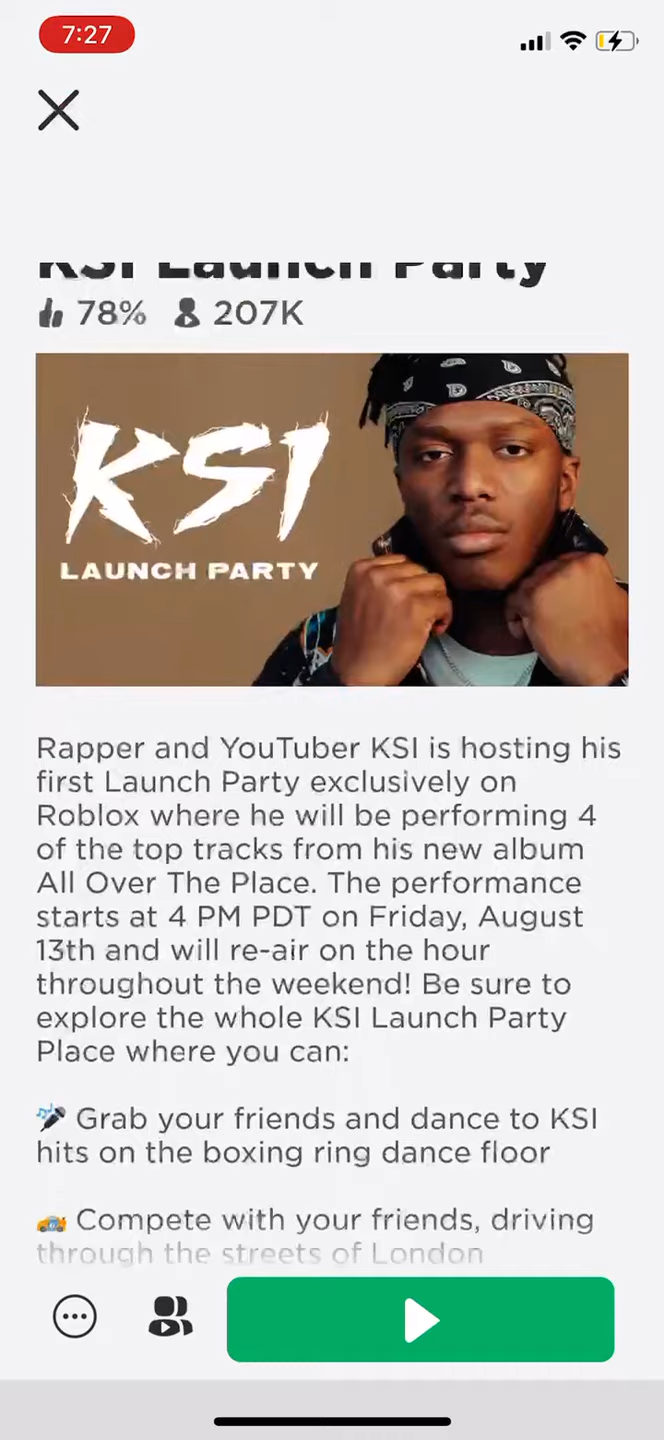 7:27
KSI Launch Party
78% 207K
KSI
LAUNCH PARTY
Rapper and YouTuber KSI is hosting his
first Launch Party exclusively on
Roblox where he will be performing 4
of the top tracks from his new album
All Over The Place. The performance
starts at 4 PM PDT on Friday, August
13th and will re-air on the hour
throughout the weekend! Be sure to
explore the whole KSI Launch Party
Place where you can:
🎤 Grab your friends and dance to KSI
hits on the boxing ring dance floor
🚕 Compete with your friends, driving
through the streets of London